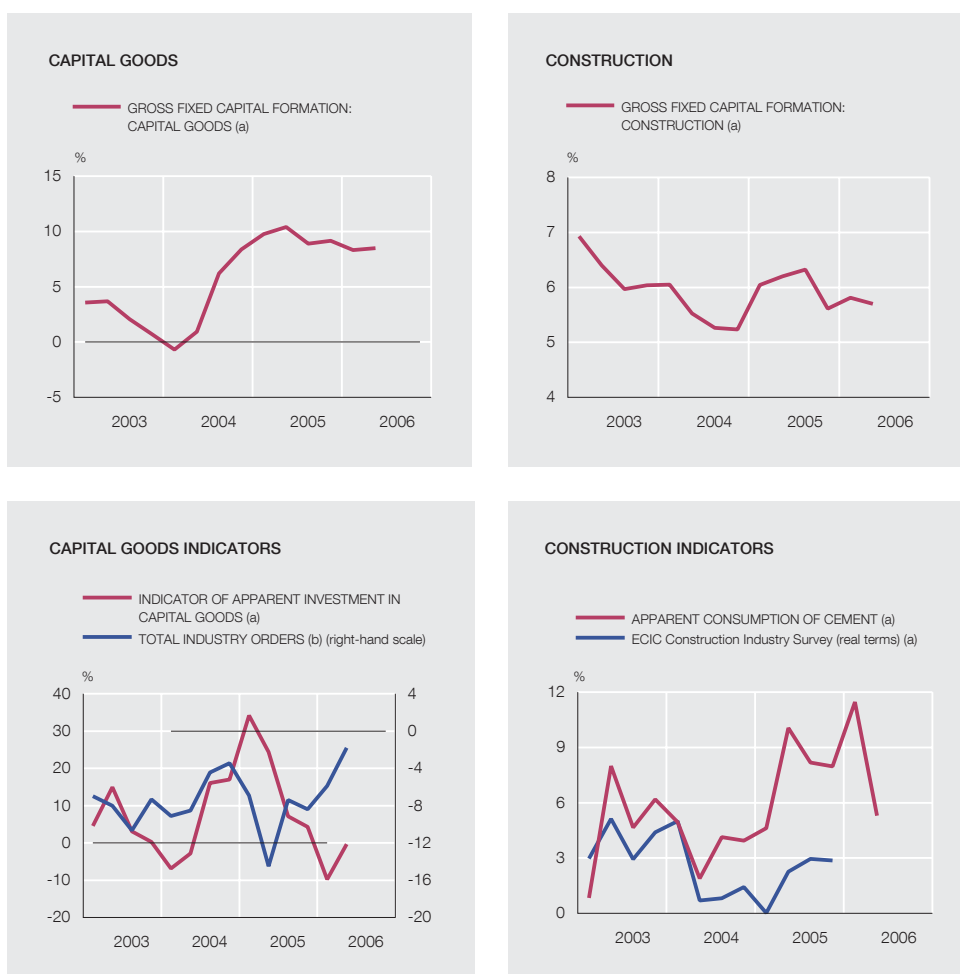 CAPITAL GOODS
GROSS FIXED CAPITAL FORMATION:
CAPITAL GOODS (a)
%
15
10
5
0
-5
2003 2004 2005 2006
CONSTRUCTION
GROSS FIXED CAPITAL FORMATION:
CONSTRUCTION (a)
%
8
7
6
5
4
2003 2004 2005 2006
CAPITAL GOODS INDICATORS
INDICATOR OF APPARENT INVESTMENT IN
CAPITAL GOODS (a)
TOTAL INDUSTRY ORDERS (b) (right-hand scale)
%
40 4
30 0
20 -4
10 -8
0 -12
-10 -16
-20 -20
2003 2004 2005 2006
CONSTRUCTION INDICATORS
APPARENT CONSUMPTION OF CEMENT (a)
ECIC Construction Industry Survey (real terms) (a)
%
12
9
6
3
0
2003 2004 2005 2006